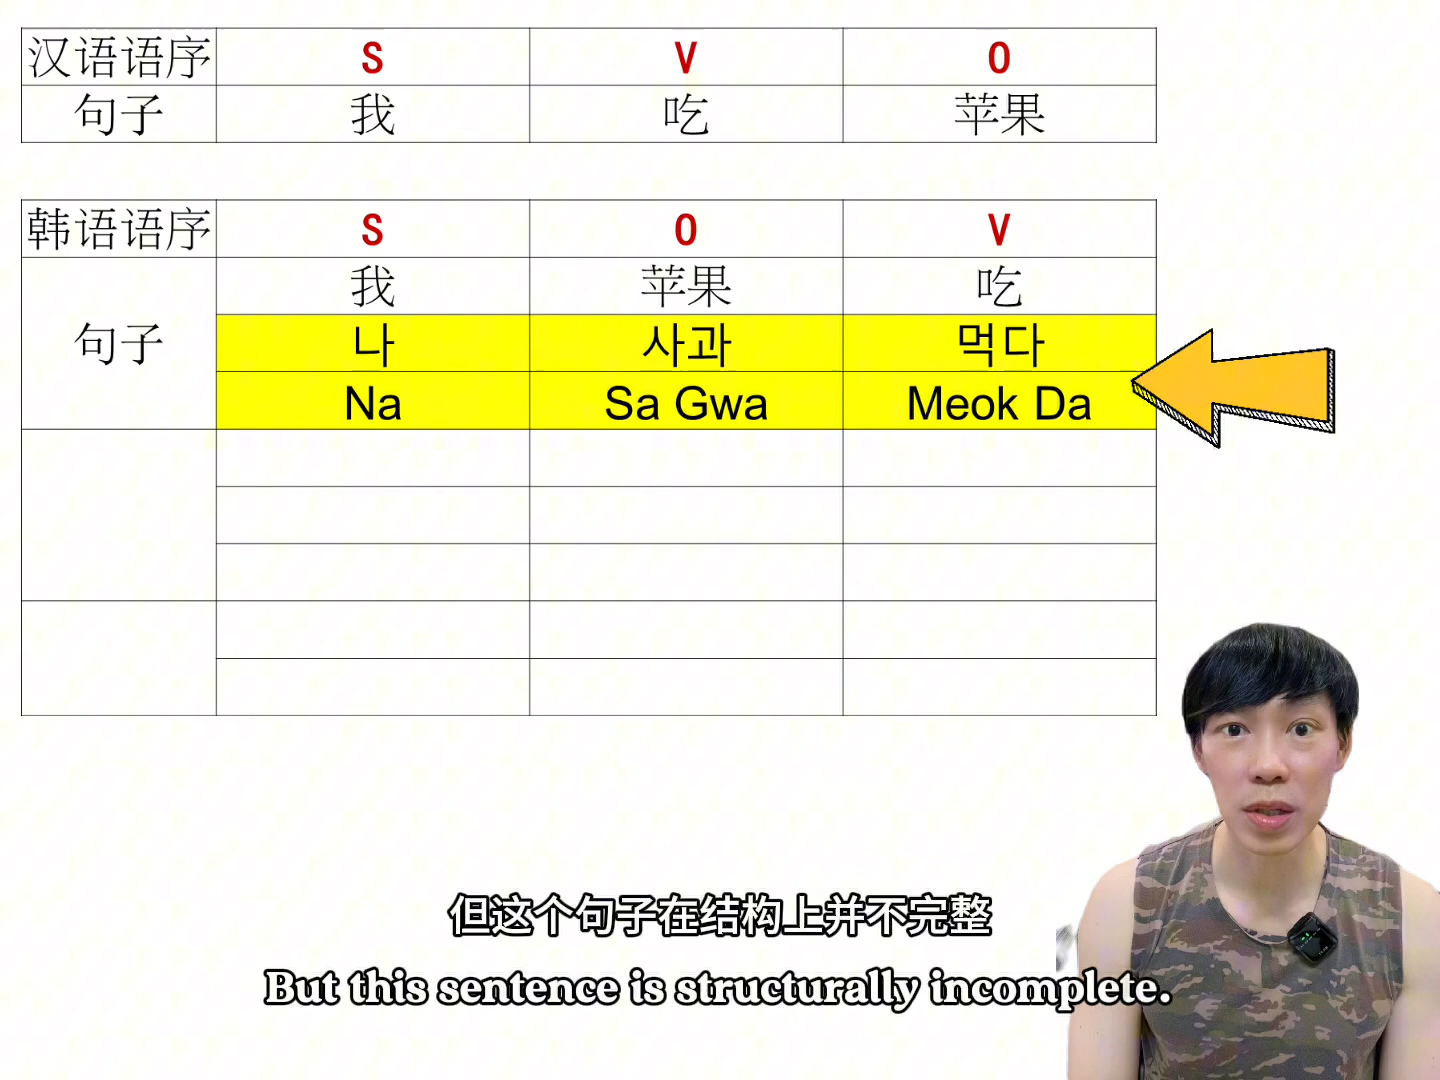 汉语语序 S V O
句子 我 吃 苹果
韩语语序 S O V
句子 我 苹果 吃
나 사과 먹다
Na Sa Gwa Meok Da
但这个句子在结构上并不完整
But this sentence is structurally incomplete.